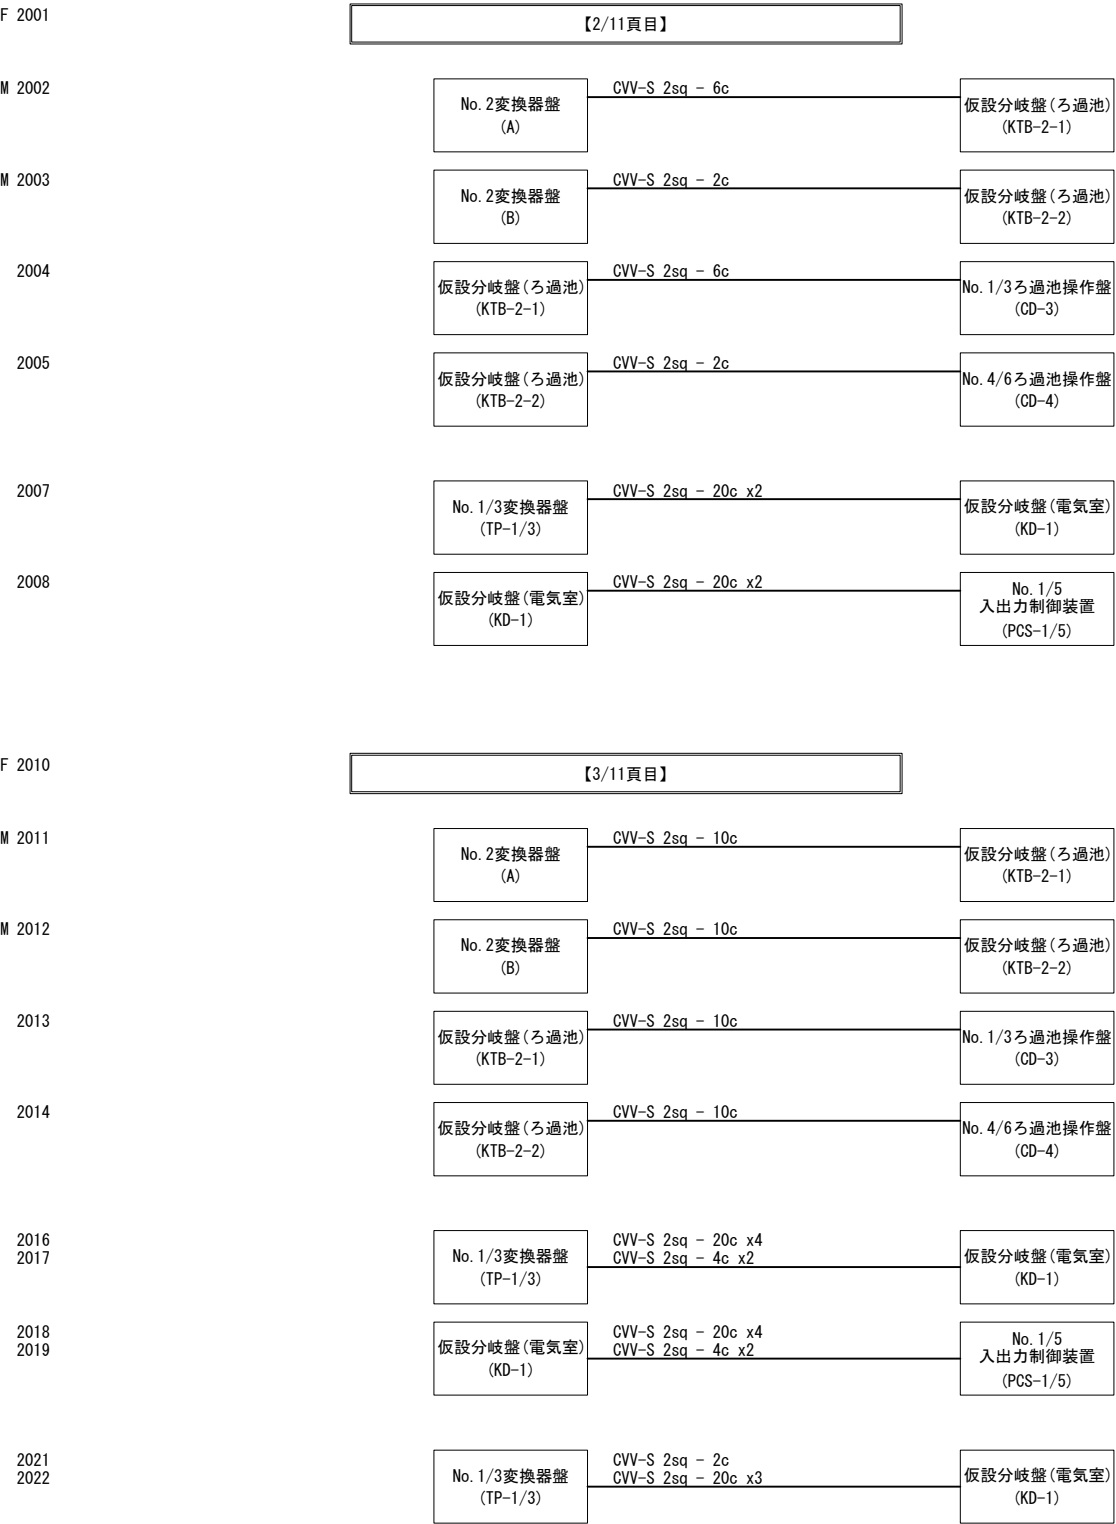 F 2001
【2/11頁目】
M 2002
CVV-S 2sq - 6c
No.2変換器盤
(A)
仮設分岐盤(ろ過池)
(KTB-2-1)
M 2003
CVV-S 2sq - 2c
No.2変換器盤
(B)
仮設分岐盤(ろ過池)
(KTB-2-2)
2004
CVV-S 2sq - 6c
仮設分岐盤(ろ過池)
(KTB-2-1)
No.1/3ろ過池操作盤
(CD-3)
2005
CVV-S 2sq - 2c
仮設分岐盤(ろ過池)
(KTB-2-2)
No.4/6ろ過池操作盤
(CD-4)
2007
CVV-S 2sq - 20c x2
No.1/3変換器盤
(TP-1/3)
仮設分岐盤(電気室)
(KD-1)
2008
CVV-S 2sq - 20c x2
仮設分岐盤(電気室)
(KD-1)
No.1/5
入出力制御装置
(PCS-1/5)
F 2010
【3/11頁目】
M 2011
CVV-S 2sq - 10c
No.2変換器盤
(A)
仮設分岐盤(ろ過池)
(KTB-2-1)
M 2012
CVV-S 2sq - 10c
No.2変換器盤
(B)
仮設分岐盤(ろ過池)
(KTB-2-2)
2013
CVV-S 2sq - 10c
仮設分岐盤(ろ過池)
(KTB-2-1)
No.1/3ろ過池操作盤
(CD-3)
2014
CVV-S 2sq - 10c
仮設分岐盤(ろ過池)
(KTB-2-2)
No.4/6ろ過池操作盤
(CD-4)
2016
CVV-S 2sq - 20c x4
2017
CVV-S 2sq - 4c x2
No.1/3変換器盤
(TP-1/3)
仮設分岐盤(電気室)
(KD-1)
2018
CVV-S 2sq - 20c x4
2019
CVV-S 2sq - 4c x2
仮設分岐盤(電気室)
(KD-1)
No.1/5
入出力制御装置
(PCS-1/5)
2021
CVV-S 2sq - 2c
2022
CVV-S 2sq - 20c x3
No.1/3変換器盤
(TP-1/3)
仮設分岐盤(電気室)
(KD-1)